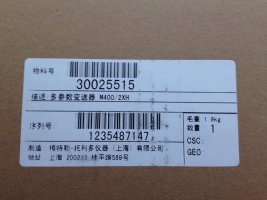 物料号
30025515
描述:多参数变送器 M400/2XH
毛重 1.9kg
序列号
数量 1
1235487147
制造:梅特勒-托利多仪器(上海)有限公司
CSC:
地址:上海 200233 桂平路589号
GEO: